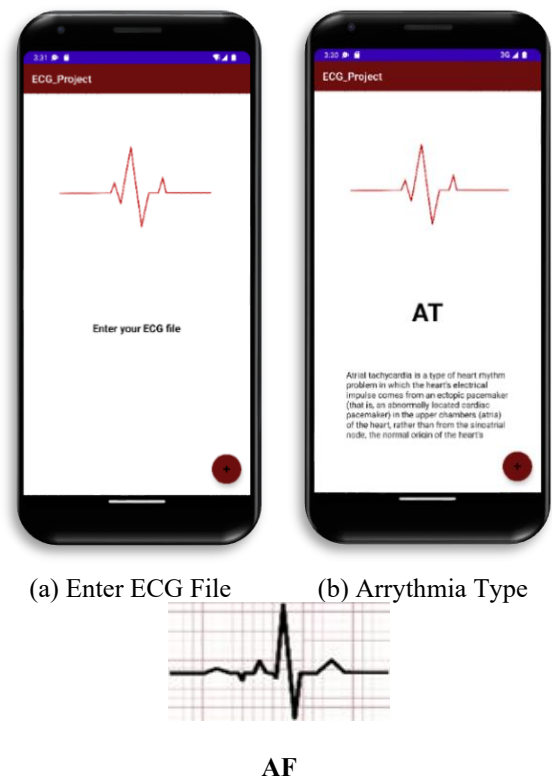 3:31
ECG_Project
Enter your ECG file
+
3:30
3G
ECG_Project
AT
Atrial tachycardia is a type of heart rhythm
problem in which the heart's electrical
impulse comes from an ectopic pacemaker
(that is, an abnormally located cardiac
pacemaker) in the upper chambers (atria)
of the heart, rather than from the sinoatrial
node, the normal origin of the heart's
+
(a) Enter ECG File
(b) Arrythmia Type
AF